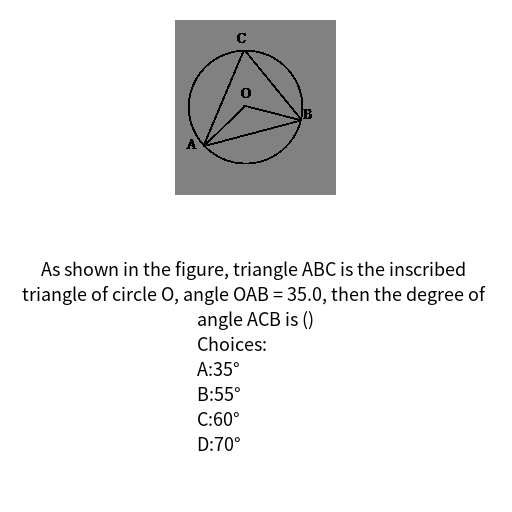 C
O
B
A
As shown in the figure, triangle ABC is the inscribed
triangle of circle O, angle OAB = 35.0, then the degree of
angle ACB is ()
Choices:
A:35°
B:55°
C:60°
D:70°